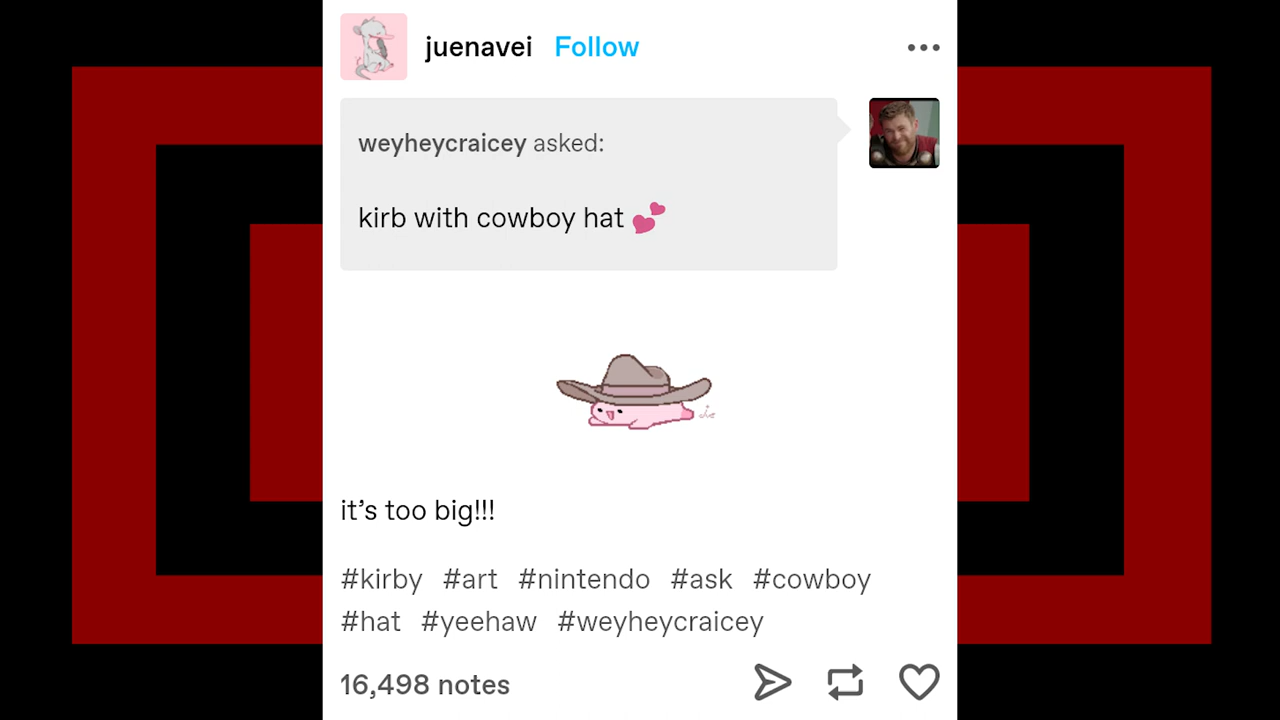 juenavei Follow
weyheycraicey asked:
kirb with cowboy hat 💕
it’s too big!!!
#kirby #art #nintendo #ask #cowboy
#hat #yeehaw #weyheycraicey
16,498 notes